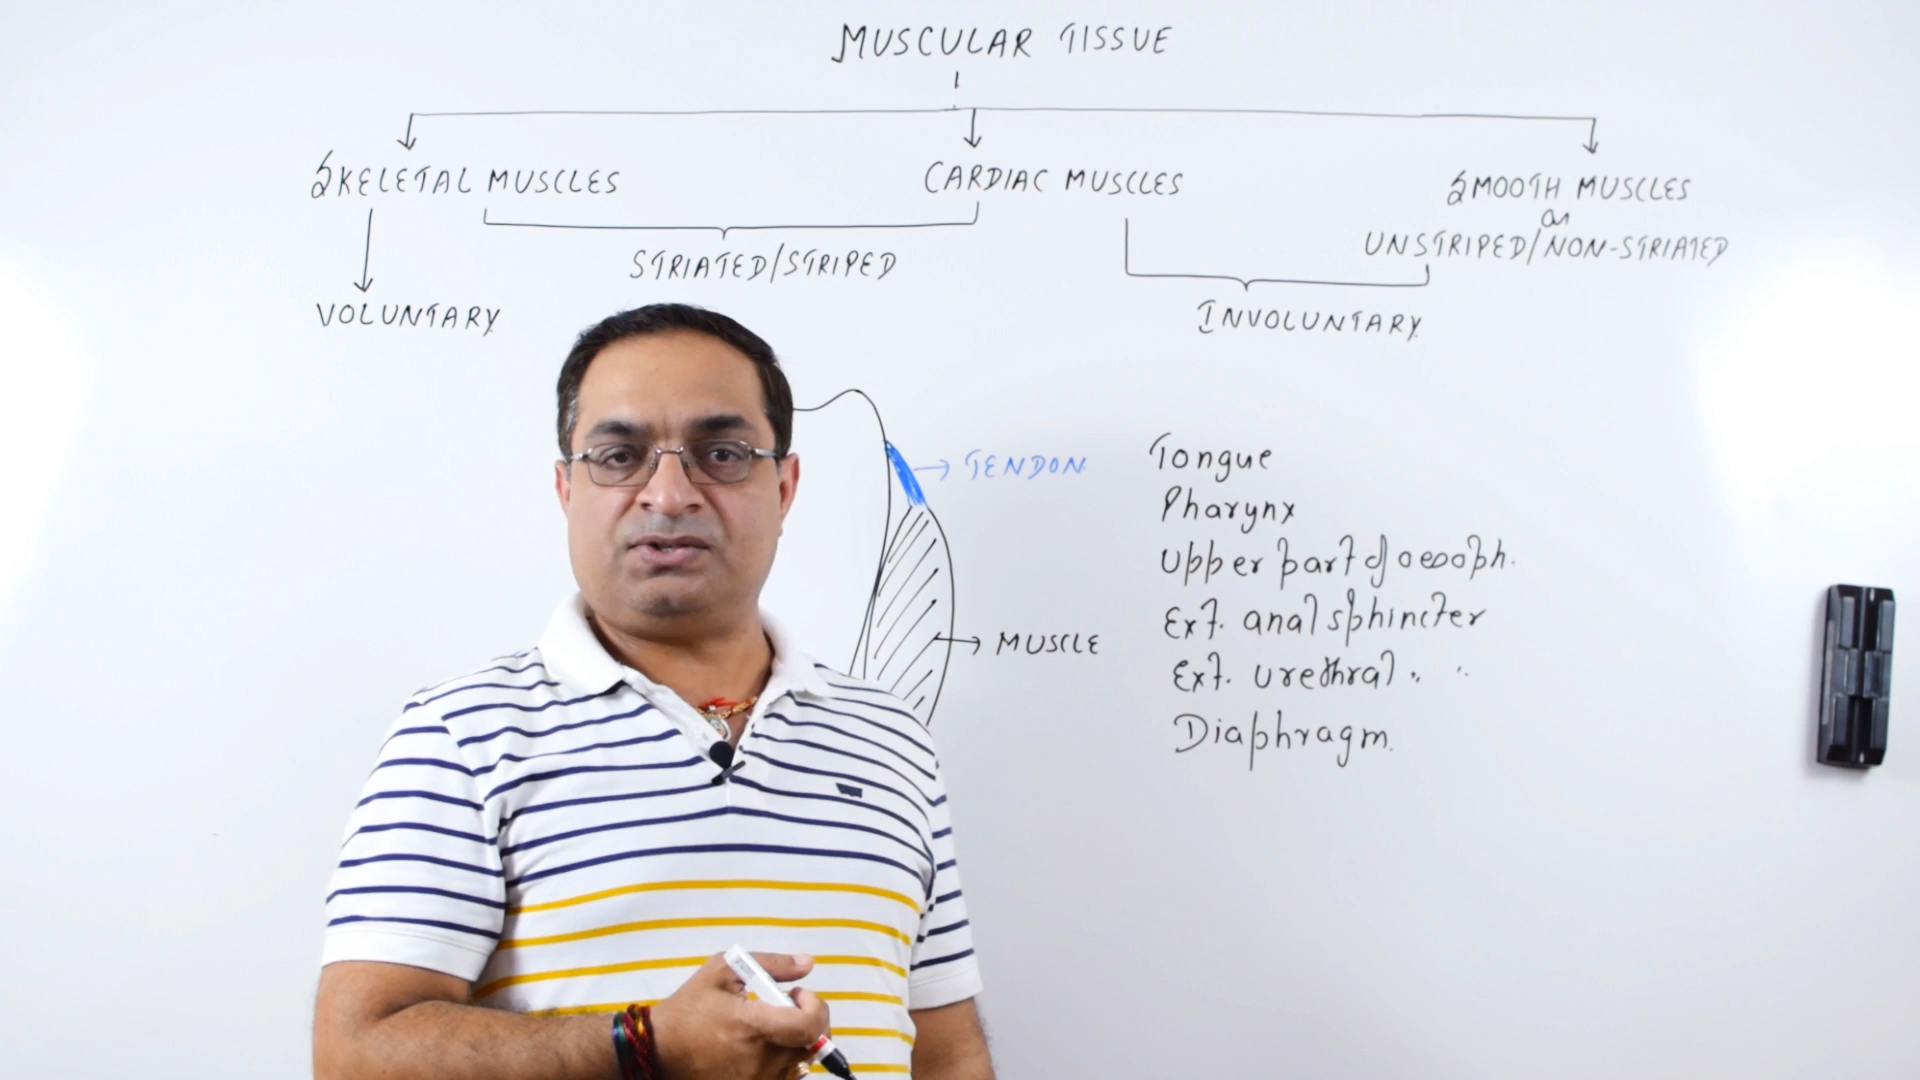 MUSCULAR TISSUE
SKELETAL MUSCLES
CARDIAC MUSCLES
SMOOTH MUSCLES
or
UNSTRIPED/NON-STRIATED
STRIATED/STRIPED
VOLUNTARY
INVOLUNTARY
TENDON
MUSCLE
Tongue
Pharynx
Upper part of oesoph.
Ext. anal sphincter
Ext. urethral " "
Diaphragm.